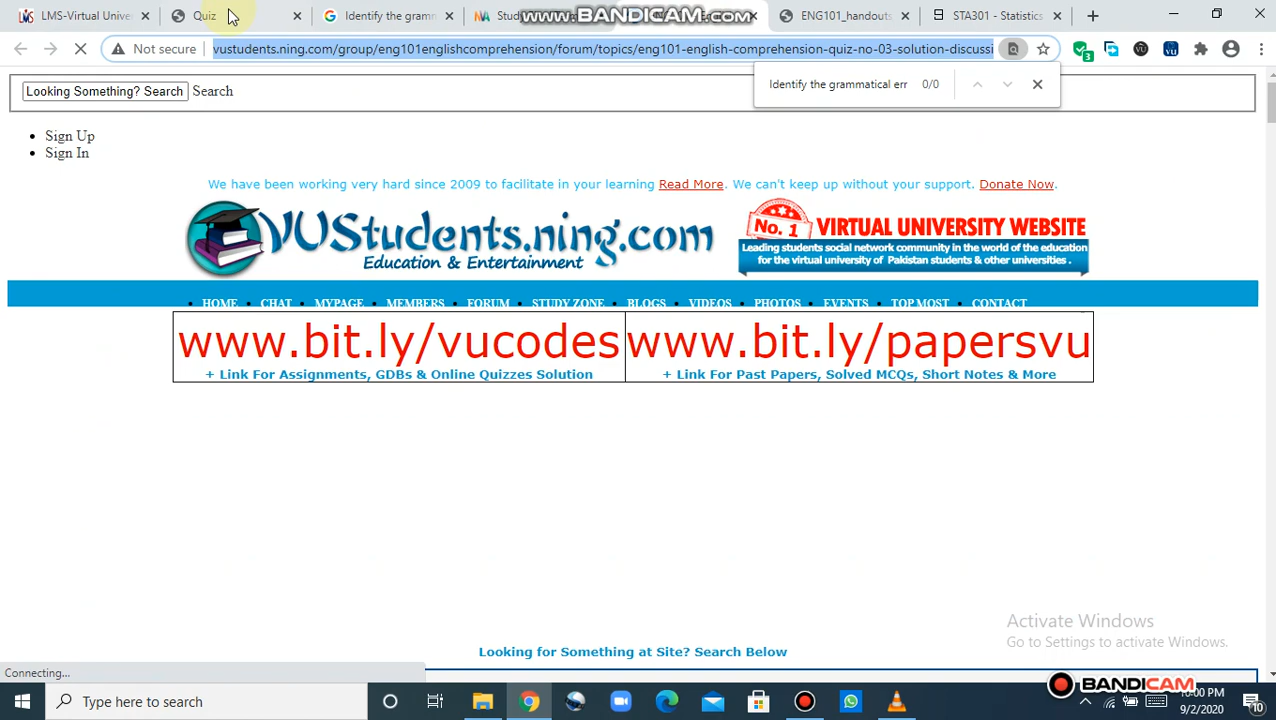 LMS-Virtual Unive
Quiz
Identify the gramm
www.BANDICAM.com
ENG101_handouts
STA301 - Statistics
Not secure
vustudents.ning.com/group/eng101englishcomprehension/forum/topics/eng101-english-comprehension-quiz-no-03-solution-discussi
Identify the grammatical err 0/0
Looking Something? Search Search
Sign Up
Sign In
We have been working very hard since 2009 to facilitate in your learning Read More. We can't keep up without your support. Donate Now.
VUStudents.ning.com
Education & Entertainment
No. 1 VIRTUAL UNIVERSITY WEBSITE
Leading students social network community in the world of the education
for the virtual university of Pakistan students & other universities.
HOME CHAT MYPAGE MEMBERS FORUM STUDY ZONE BLOGS VIDEOS PHOTOS EVENTS TOP MOST CONTACT
www.bit.ly/vucodes
+ Link For Assignments, GDBs & Online Quizzes Solution
www.bit.ly/papersvu
+ Link For Past Papers, Solved MCQs, Short Notes & More
Activate Windows
Go to Settings to activate Windows.
Looking for Something at Site? Search Below
Connecting...
BANDICAM
Type here to search
10:00 PM
9/2/2020
10